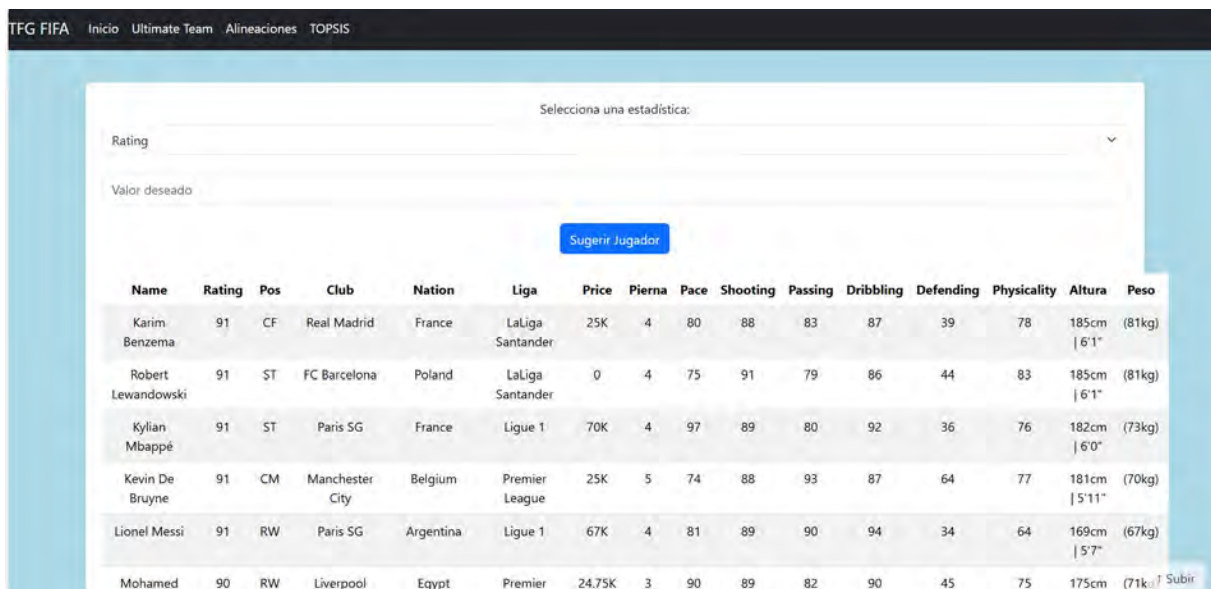 TFG FIFA Inicio Ultimate Team Alineaciones TOPSIS
Selecciona una estadística:
Rating
Valor deseado
Sugerir Jugador
Name Rating Pos Club Nation Liga Price Pierna Pace Shooting Passing Dribbling Defending Physicality Altura Peso
Karim 91 CF Real Madrid France LaLiga 25K 4 80 88 83 87 39 78 185cm (81kg)
Benzema Santander | 6'1"
Robert 91 ST FC Barcelona Poland LaLiga 0 4 75 91 79 86 44 83 185cm (81kg)
Lewandowski Santander | 6'1"
Kylian 91 ST Paris SG France Ligue 1 70K 4 97 89 80 92 36 76 182cm (73kg)
Mbappé | 6'0"
Kevin De 91 CM Manchester Belgium Premier 25K 5 74 88 93 87 64 77 181cm (70kg)
Bruyne City League | 5'11"
Lionel Messi 91 RW Paris SG Argentina Ligue 1 67K 4 81 89 90 94 34 64 169cm (67kg)
| 5'7"
Mohamed 90 RW Liverpool Egypt Premier 24.75K 3 90 89 82 90 45 75 175cm (71k
↑ Subir